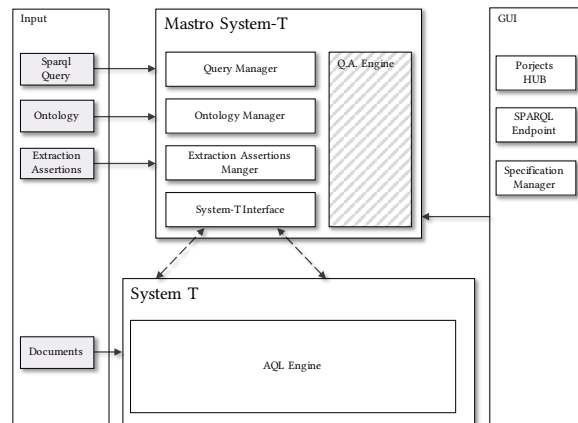 Input
Mastro System-T
GUI
Sparql
Query
Query Manager
Q.A. Engine
Porjects
HUB
Ontology
Ontology Manager
SPARQL
Endpoint
Extraction
Assertions
Extraction Assertions
Manger
Specification
Manager
System-T Interface
System T
Documents
AQL Engine